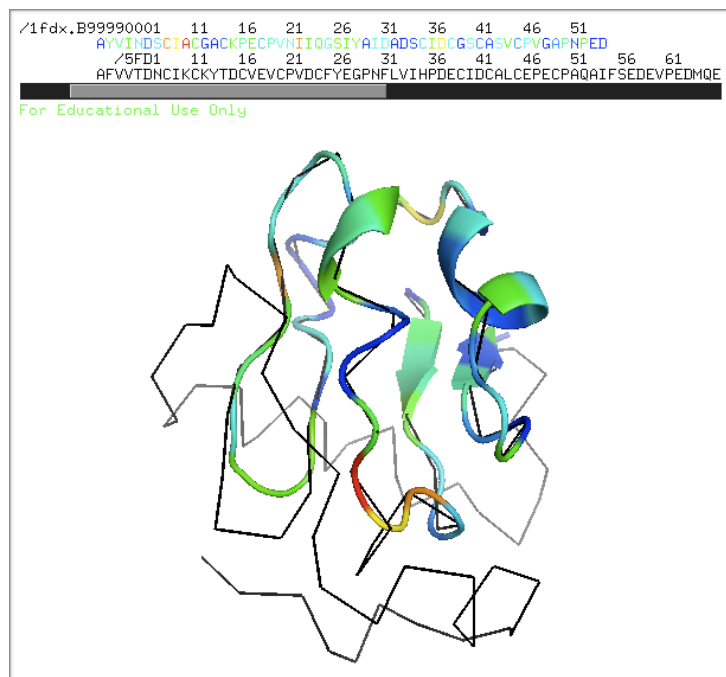 /1fdx.B99990001 11 16 21 26 31 36 41 46 51
AYVINDSCIACGACKPECPVNIIQGSIYAIDADSCIDCGSCASVCPVGAPNPED
/5FD1 6 11 16 21 26 31 36 41 46 51 56 61
AFVVTDNCIKCKYTDCVEVCPVDCFYEGPNFLVIHPDECIDCALCEPECPAQAIFSEDEVPEDMQE
For Educational Use Only